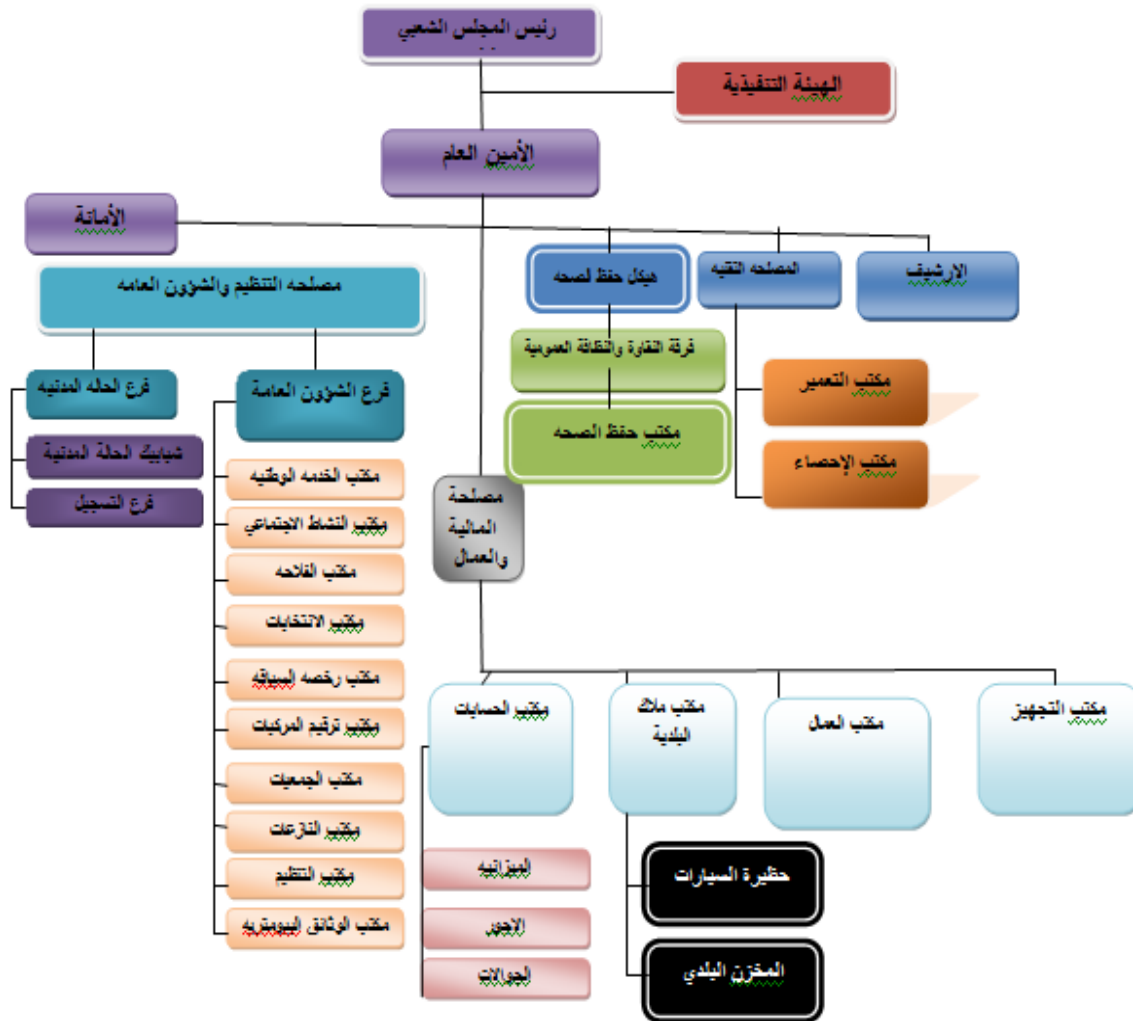 رئيس المجلس الشعبي
الهيئة التنفيذية
الأمين العام
الأمانة
مصلحه التنظيم والشؤون العامه
هيكل حفظ لصحه
المصلحه التقنيه
الارشيف
فرع الحاله المدنيه
فرع الشؤون العامة
فرقة النقاوة والنظافة العمومية
مكتب التعمير
شبابيك الحالة المدنية
مكتب حفظ الصحه
مكتب الإحصاء
فرع التسجيل
مكتب الخدمه الوطنيه
مكتب النشاط الاجتماعي
مكتب الفلاحه
مكتب الانتخابات
مكتب رخصه السياقه
مكتب ترقيم المركبات
مكتب الجمعيات
مكتب النازعات
مكتب التنظيم
مكتب الوثائق البيومتريه
مصلحة
المالية
والعمال
مكتب الحسابات
مكتب ملاك
البلدية
مكتب العمال
مكتب التجهيز
الميزانيه
الاجور
الجوالات
حظيرة السيارات
المخزن البلدي